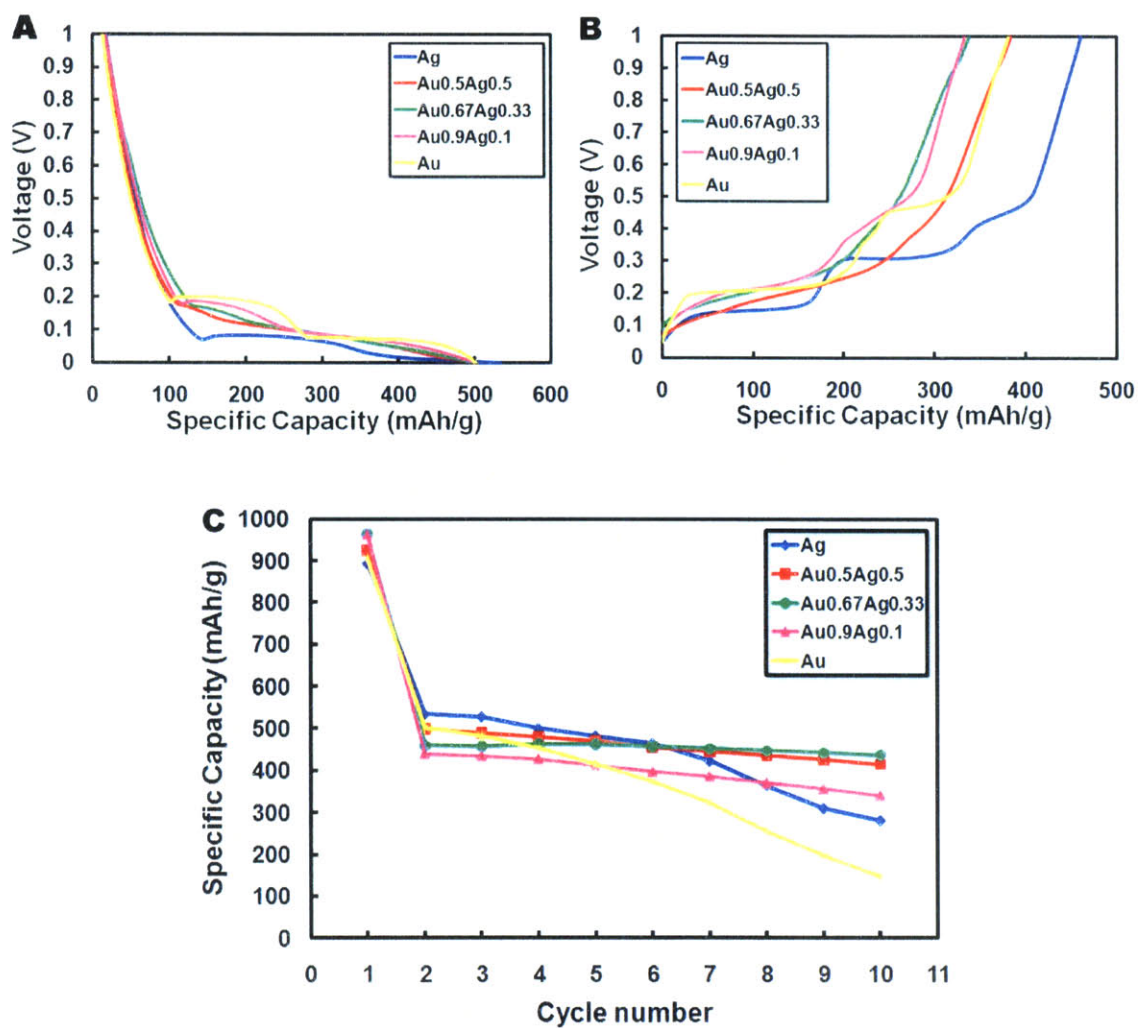 A
Voltage (V)
1
0.9
0.8
0.7
0.6
0.5
0.4
0.3
0.2
0.1
0
Ag
Au0.5Ag0.5
Au0.67Ag0.33
Au0.9Ag0.1
Au
0 100 200 300 400 500 600
Specific Capacity (mAh/g)
B
Voltage (V)
1
0.9
0.8
0.7
0.6
0.5
0.4
0.3
0.2
0.1
0
Ag
Au0.5Ag0.5
Au0.67Ag0.33
Au0.9Ag0.1
Au
0 100 200 300 400 500
Specific Capacity (mAh/g)
C
Specific Capacity (mAh/g)
1000
900
800
700
600
500
400
300
200
100
0
Ag
Au0.5Ag0.5
Au0.67Ag0.33
Au0.9Ag0.1
Au
0 1 2 3 4 5 6 7 8 9 10 11
Cycle number